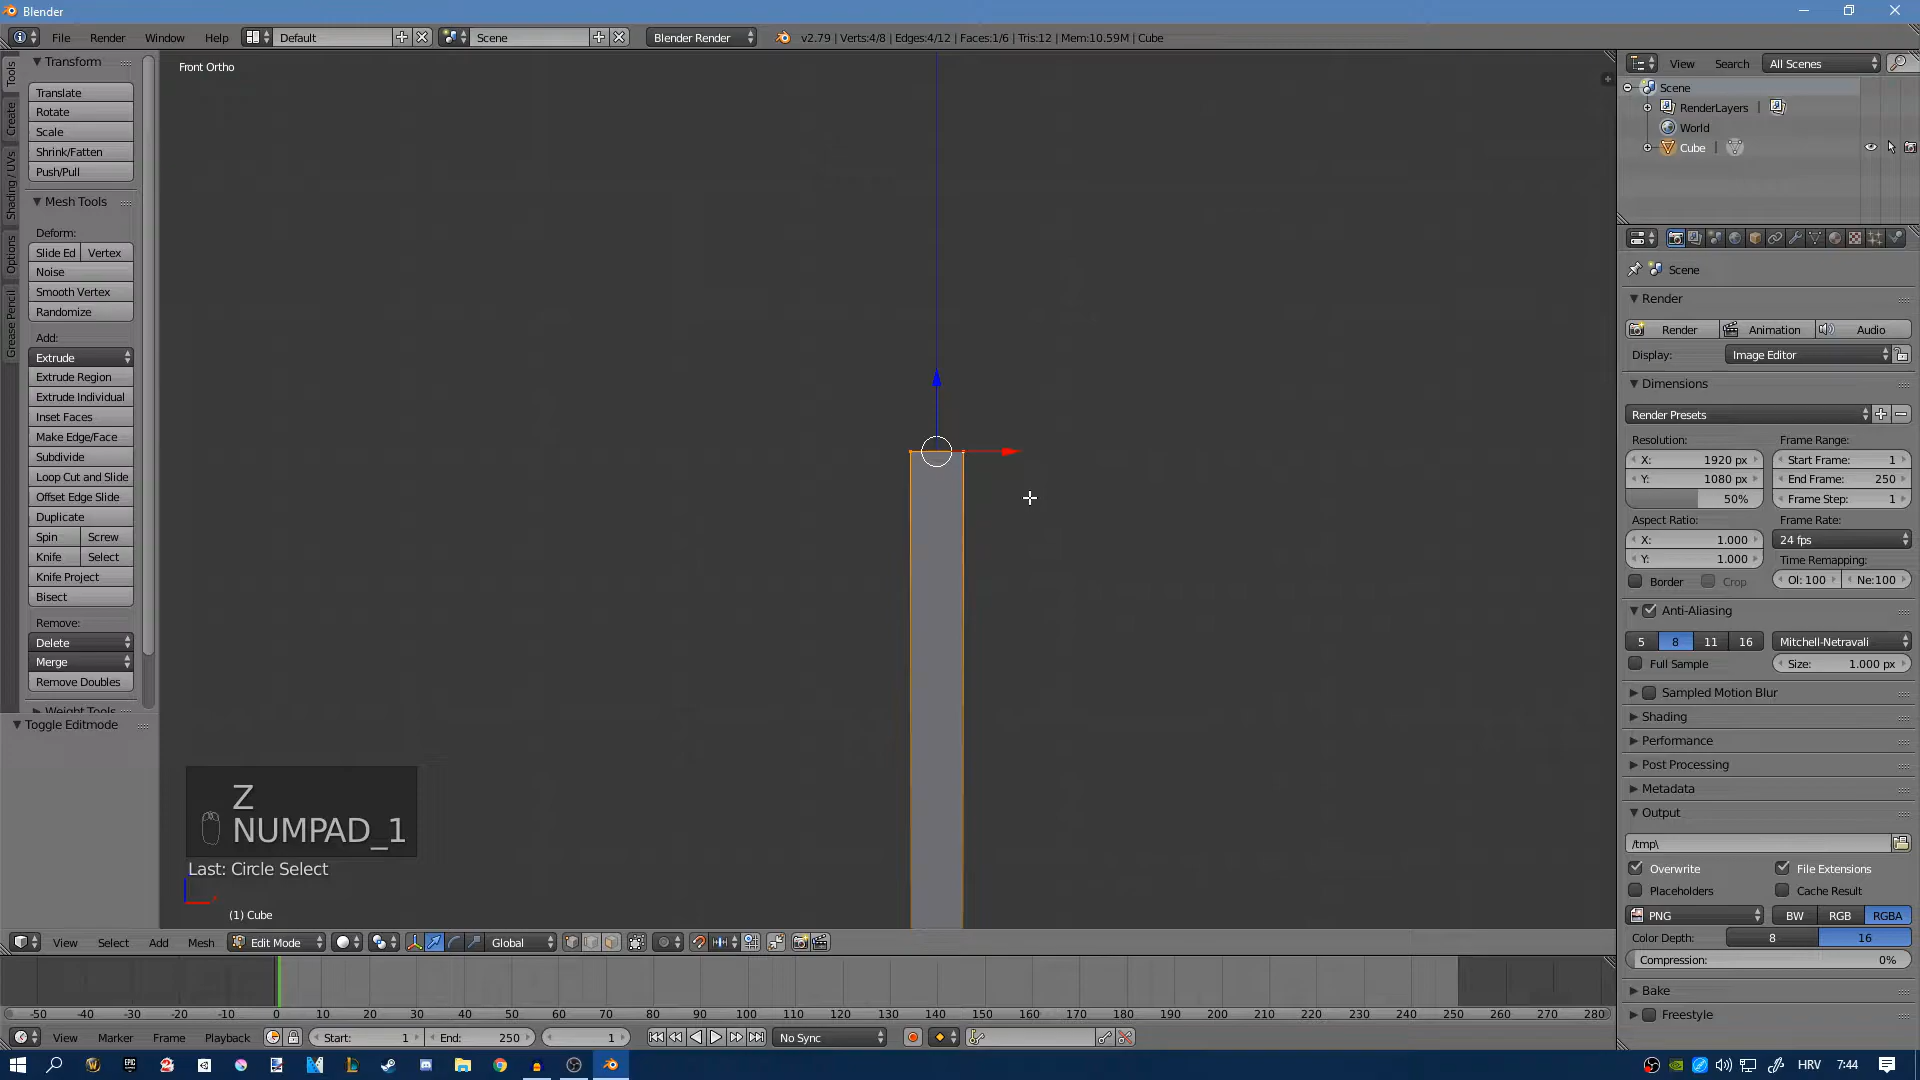 Blender
File Render Window Help Default Scene Blender Render v2.79 | Verts:4/8 | Edges:4/12 | Faces:1/6 | Tris:12 | Mem:10.59M | Cube
Front Ortho
Tools
Create
Shading / UVs
Options
Grease Pencil
Transform
Translate
Rotate
Scale
Shrink/Fatten
Push/Pull
Mesh Tools
Deform:
Slide Ed Vertex
Noise
Smooth Vertex
Randomize
Add:
Extrude
Extrude Region
Extrude Individual
Inset Faces
Make Edge/Face
Subdivide
Loop Cut and Slide
Offset Edge Slide
Duplicate
Spin Screw
Knife Select
Knife Project
Bisect
Remove:
Delete
Merge
Remove Doubles
Weight Tools
Toggle Editmode
Z
NUMPAD_1
Last: Circle Select
(1) Cube
View Select Add Mesh Edit Mode Global
-50 -40 -30 -20 -10 0 10 20 30 40 50 60 70 80 90 100 110 120 130 140 150 160 170 180 190 200 210 220 230 240 250 260 270 280
View Marker Frame Playback Start: 1 End: 250 1 No Sync
View Search All Scenes
Scene
RenderLayers |
World
Cube |
Scene
Render
Render Animation Audio
Display: Image Editor
Dimensions
Render Presets
Resolution: Frame Range:
X: 1920 px Start Frame: 1
Y: 1080 px End Frame: 250
50% Frame Step: 1
Aspect Ratio: Frame Rate:
X: 1.000 24 fps
Y: 1.000 Time Remapping:
Border Crop Ol: 100 Ne:100
Anti-Aliasing
5 8 11 16 Mitchell-Netravali
Full Sample Size: 1.000 px
Sampled Motion Blur
Shading
Performance
Post Processing
Metadata
Output
/tmp\
Overwrite File Extensions
Placeholders Cache Result
PNG BW RGB RGBA
Color Depth: 8 16
Compression: 0%
Bake
Freestyle
HRV 7:44